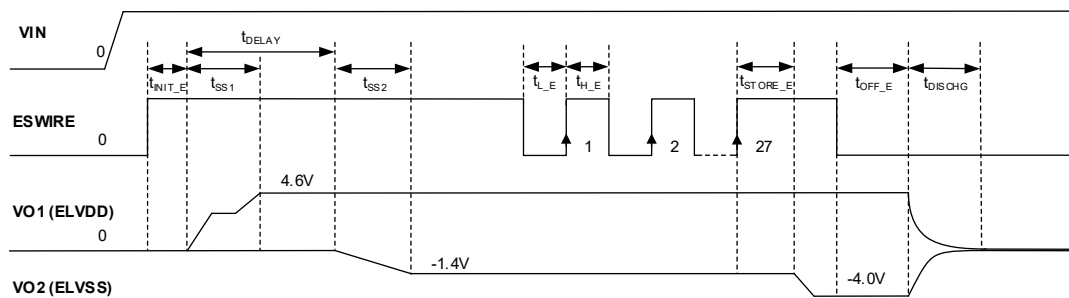 VIN
0
tDELAY
tINIT_E
tSS1
tSS2
tL_E
tH_E
tSTORE_E
tOFF_E
tDISCHG
ESWIRE
0
1
2
27
4.6V
VO1 (ELVDD)
0
-1.4V
-4.0V
VO2 (ELVSS)